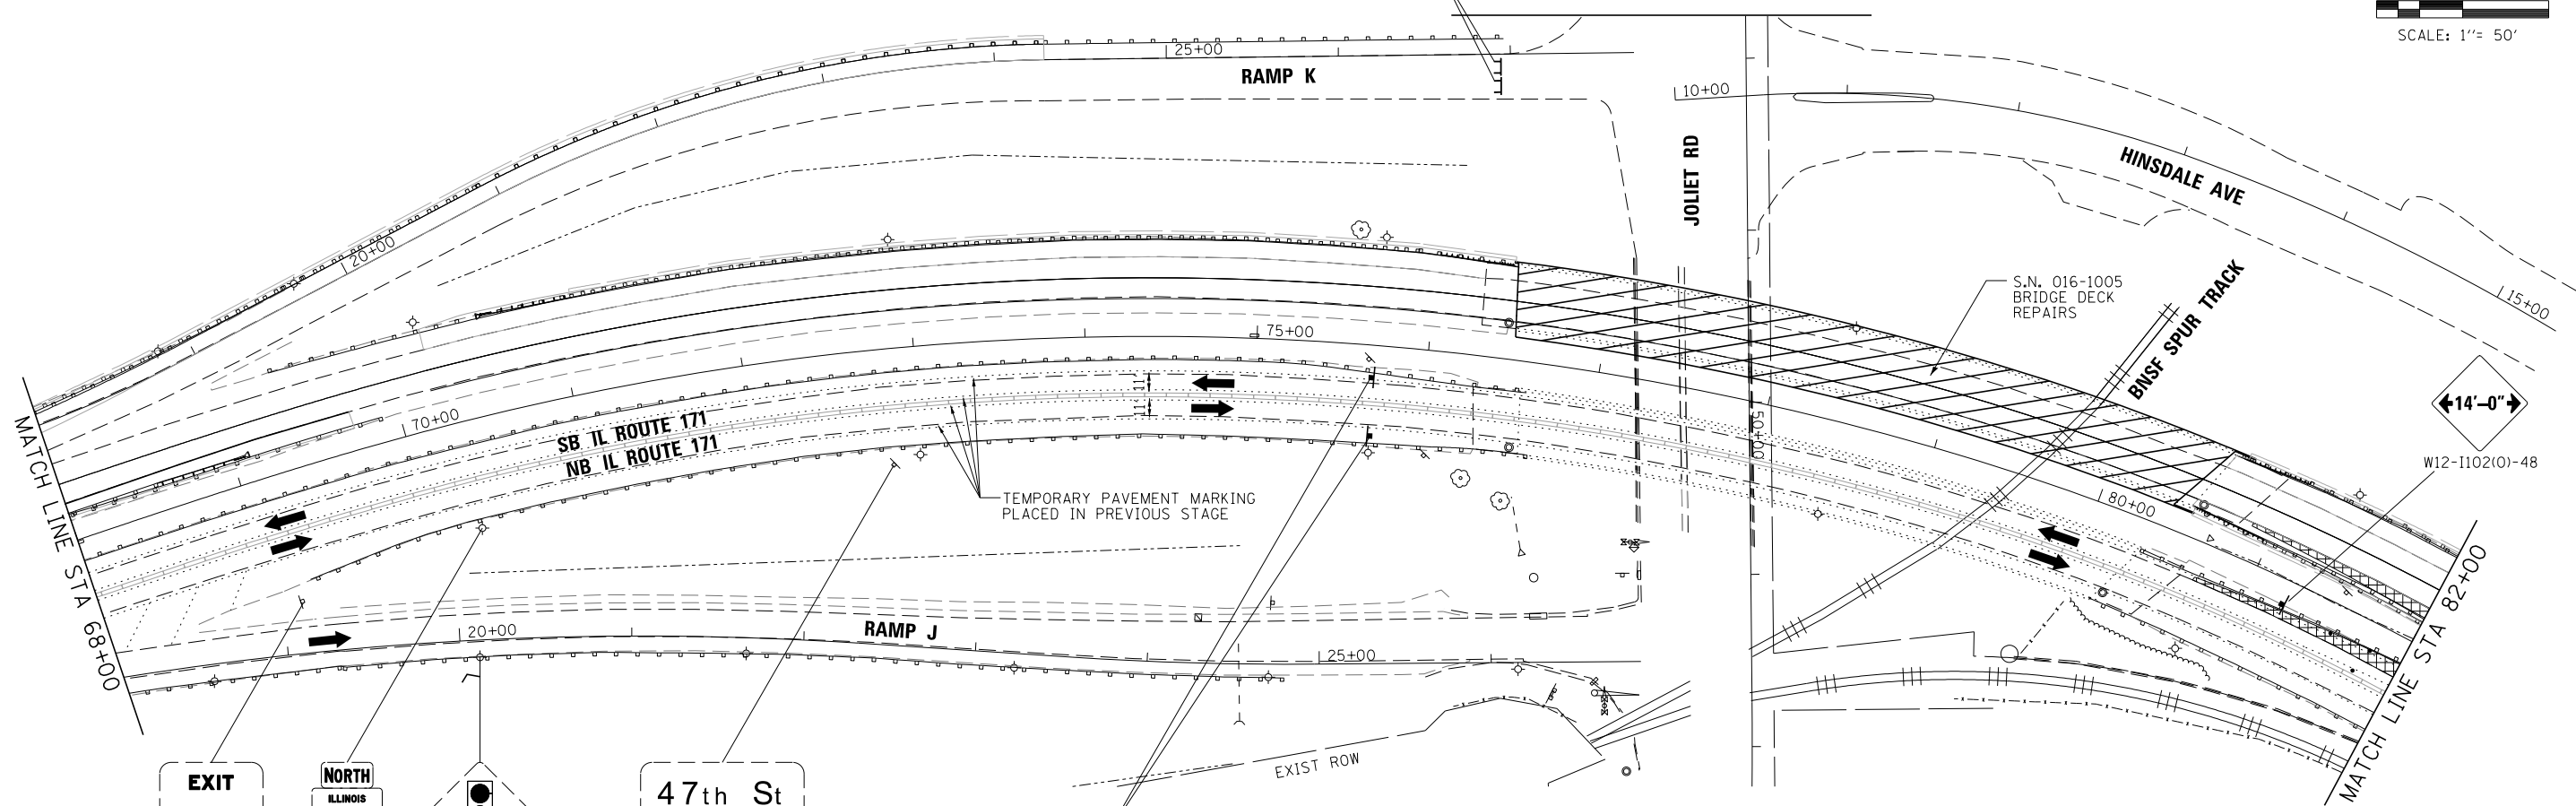 SCALE: 1''= 50'
25+00
RAMP K
10+00
JOLIET RD
HINSDALE AVE
20+00
S.N. 016-1005
BRIDGE DECK
REPAIRS
15+00
BNSF SPUR TRACK
75+00
14'-0"
W12-I102(0)-48
70+00
11'
11'
50+00
SB IL ROUTE 171
NB IL ROUTE 171
TEMPORARY PAVEMENT MARKING
PLACED IN PREVIOUS STAGE
80+00
MATCH LINE STA 68+00
MATCH LINE STA 82+00
20+00
RAMP J
25+00
EXIST ROW
EXIT
NORTH
ILLINOIS
47th St